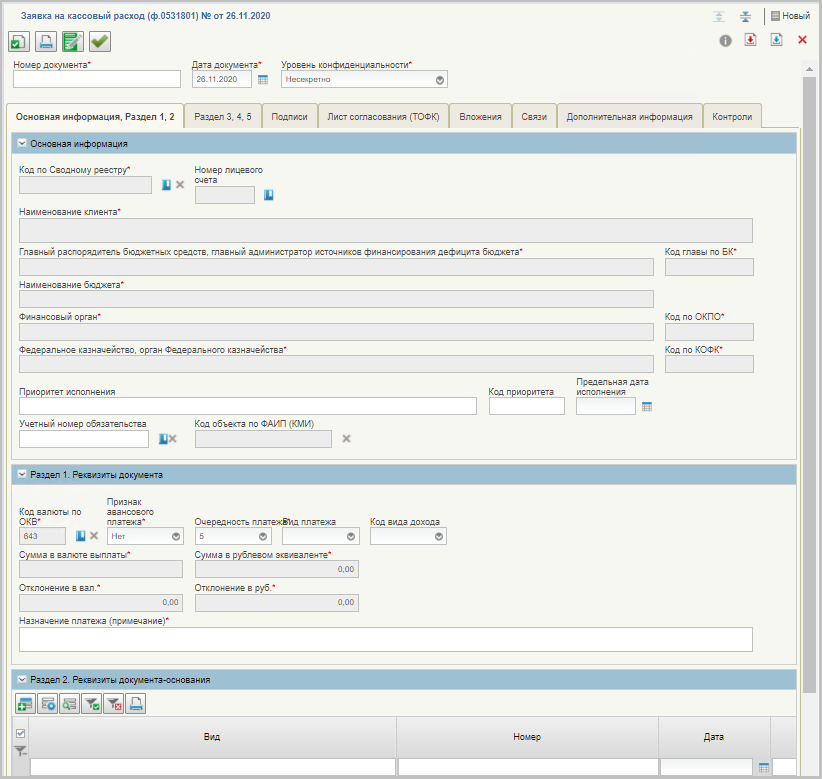 Заявка на кассовый расход (ф.0531801) № от 26.11.2020
Новый
Номер документа*
Дата документа*
Уровень конфиденциальности*
26.11.2020
Несекретно
Основная информация, Раздел 1, 2
Раздел 3, 4, 5
Подписи
Лист согласования (ТОФК)
Вложения
Связи
Дополнительная информация
Контроли
Основная информация
Код по Сводному реестру*
Номер лицевого
счета
Наименование клиента*
Главный распорядитель бюджетных средств, главный администратор источников финансирования дефицита бюджета*
Код главы по БК*
Наименование бюджета*
Финансовый орган*
Код по ОКПО*
Федеральное казначейство, орган Федерального казначейства*
Код по КОФК*
Приоритет исполнения
Код приоритета
Предельная дата
исполнения
Учетный номер обязательства
Код объекта по ФАИП (КМИ)
Раздел 1. Реквизиты документа
Код валюты по
ОКВ*
Признак
авансового
платежа*
Очередность платежа*
Вид платежа
Код вида дохода
643
Нет
5
Сумма в валюте выплаты*
Сумма в рублевом эквиваленте*
0,00
Отклонение в вал.*
Отклонение в руб.*
0,00
0,00
Назначение платежа (примечание)*
Раздел 2. Реквизиты документа-основания
Вид
Номер
Дата